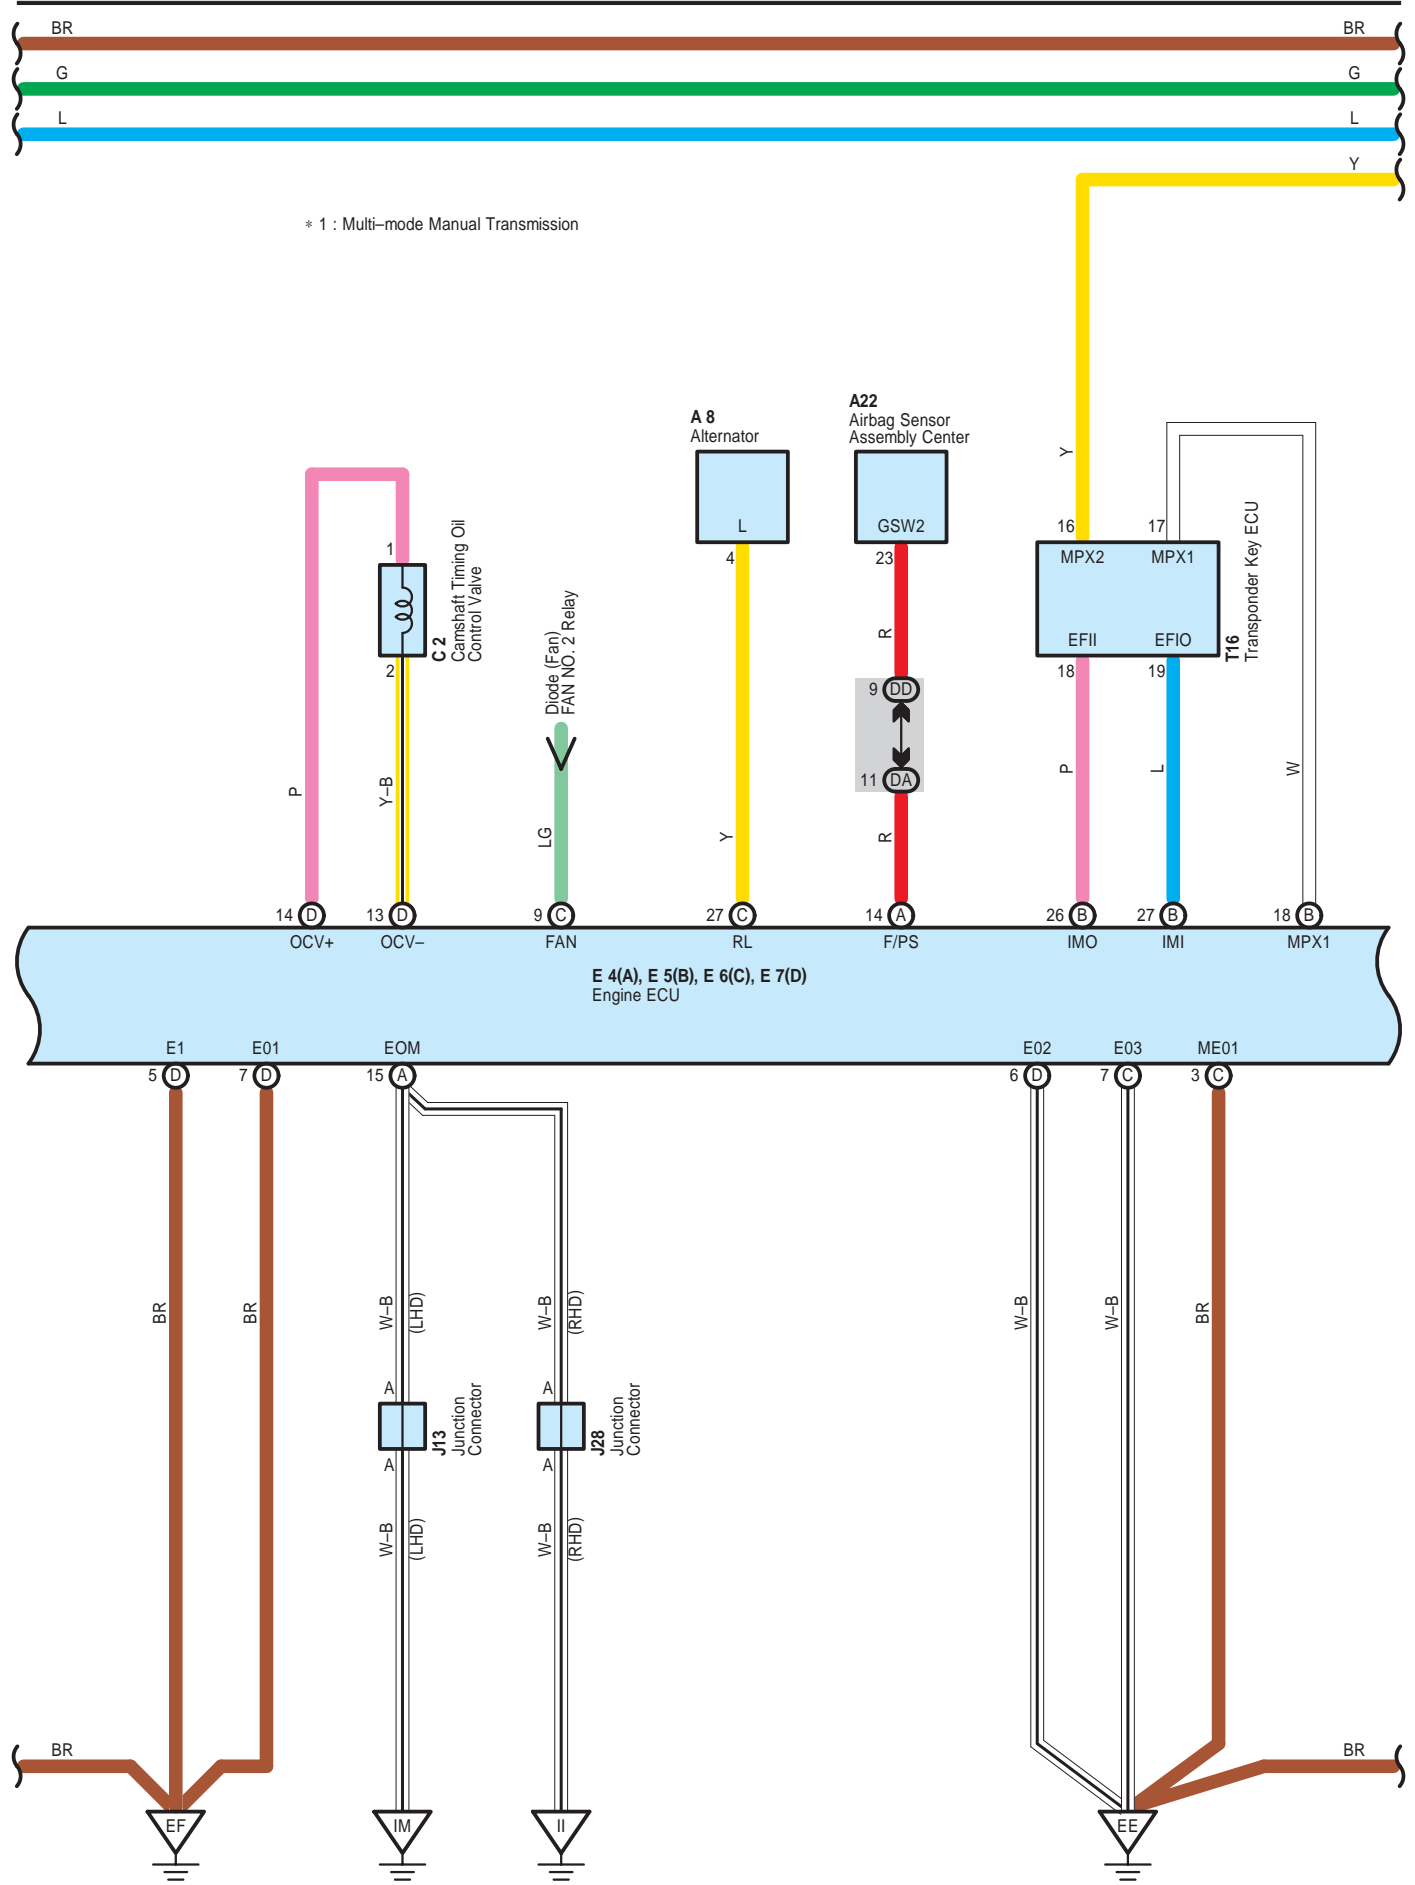 BR BR
G G
L L
Y
* 1 : Multi–mode Manual Transmission
A 8
Alternator
A22
Airbag Sensor
Assembly Center
Y
L
GSW2
16
17
MPX2
MPX1
EFII
EFIO
T16
Transponder Key ECU
1
2
C 2
Camshaft Timing Oil
Control Valve
Diode (Fan)
FAN NO. 2 Relay
4
23
R
9 DD
11 DA
R
18
19
P
L
W
P
Y–B
LG
Y
14 D
13 D
9 C
27 C
14 A
26 B
27 B
18 B
OCV+
OCV–
FAN
RL
F/PS
IMO
IMI
MPX1
E 4(A), E 5(B), E 6(C), E 7(D)
Engine ECU
E1
E01
EOM
E02
E03
ME01
5 D
7 D
15 A
6 D
7 C
3 C
BR
BR
W–B
(LHD)
W–B
(RHD)
W–B
W–B
BR
A
A
J13
Junction
Connector
A
A
J28
Junction
Connector
W–B
(LHD)
W–B
(RHD)
BR
BR
EF
IM
II
EE